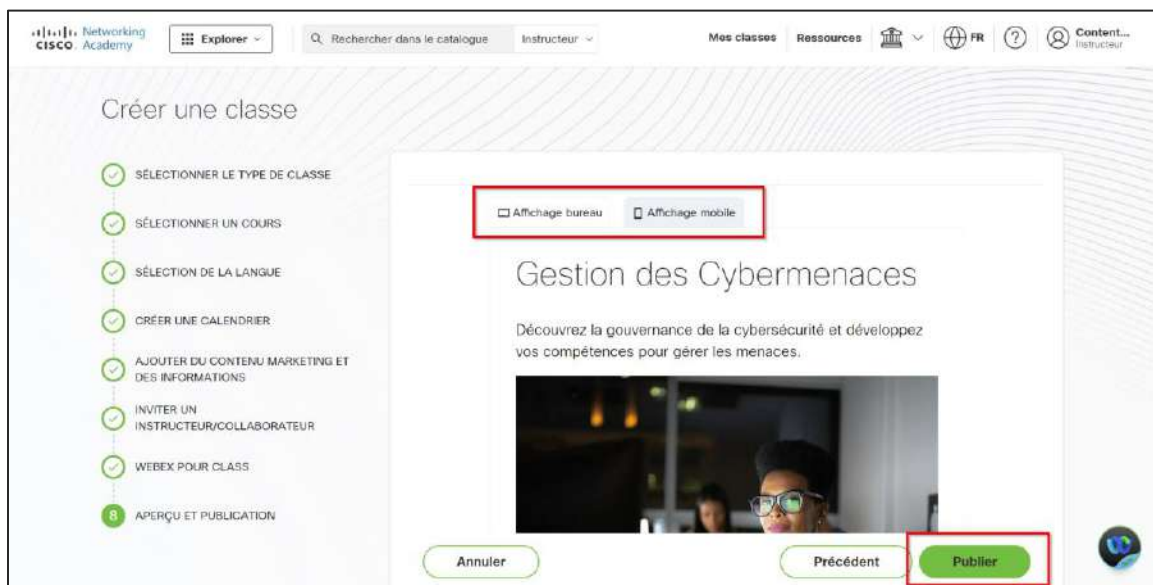 Networking
CISCO Academy
Explorer
Rechercher dans le catalogue
Instructeur
Mes classes
Ressources
FR
?
Content...
Instructeur
Créer une classe
SÉLECTIONNER LE TYPE DE CLASSE
SÉLECTIONNER UN COURS
SÉLECTION DE LA LANGUE
CRÉER UNE CALENDRIER
AJOUTER DU CONTENU MARKETING ET
DES INFORMATIONS
INVITER UN
INSTRUCTEUR/COLLABORATEUR
WEBEX POUR CLASS
8 APERÇU ET PUBLICATION
Affichage bureau
Affichage mobile
Gestion des Cybermenaces
Découvrez la gouvernance de la cybersécurité et développez
vos compétences pour gérer les menaces.
Annuler
Précédent
Publier